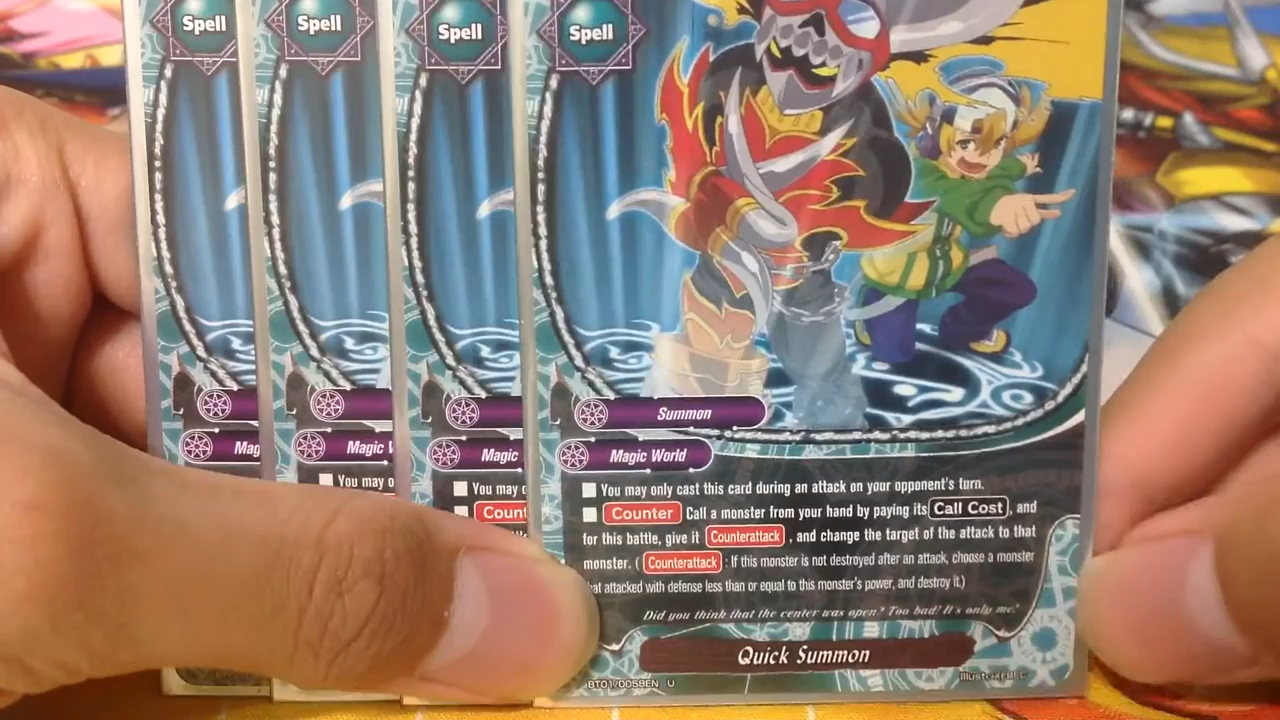 Spell
Spell
Spell
Spell
Summon
Mag
Magic
Magic
Magic World
You may o
You may
Count
You may only cast this card during an attack on your opponent's turn.
Counter Call a monster from your hand by paying its Call Cost, and
for this battle, give it Counterattack, and change the target of the attack to that
monster. (Counterattack: If this monster is not destroyed after an attack, choose a monster
attacked with defense less than or equal to this monster's power, and destroy it.)
Did you think that the center was open? Too bad! It's only me!
Quick Summon
BT01/0058EN U